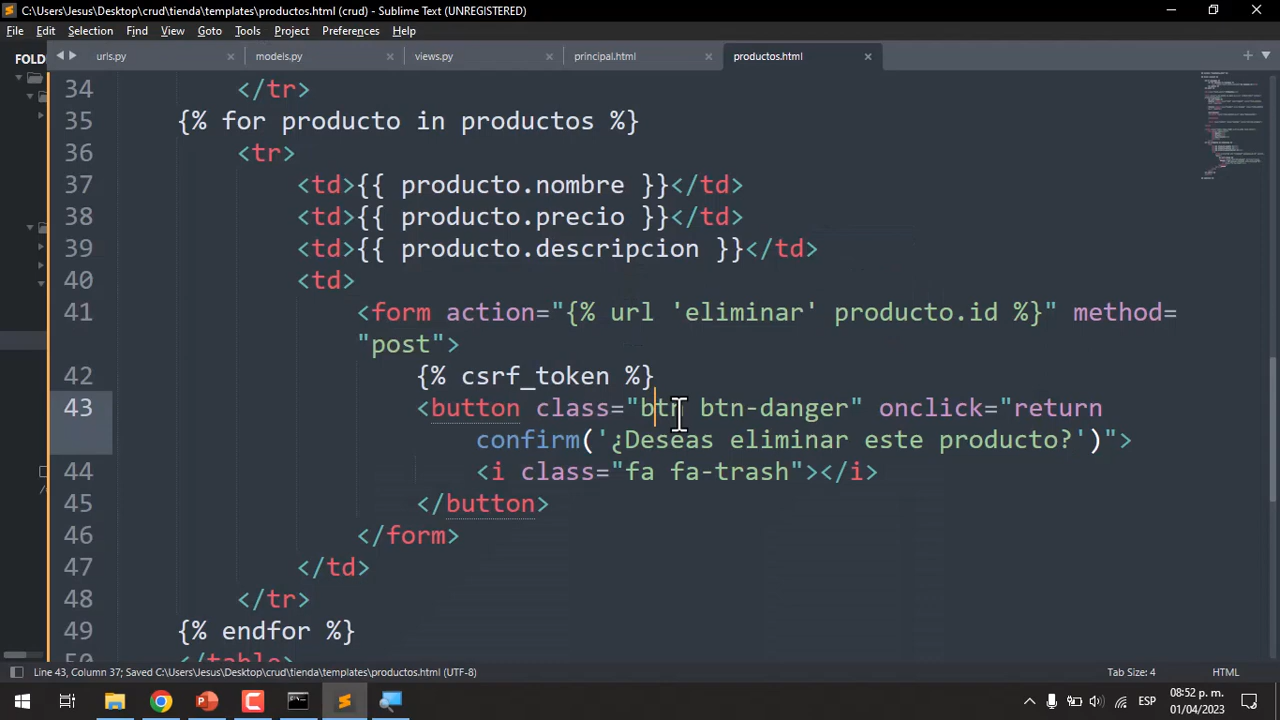 C:\Users\Jesus\Desktop\crud\tienda\templates\productos.html (crud) - Sublime Text (UNREGISTERED)
File Edit Selection Find View Goto Tools Project Preferences Help
FOLD
urls.py models.py views.py principal.html productos.html
34 </tr>
35 {% for producto in productos %}
36 <tr>
37 <td>{{ producto.nombre }}</td>
38 <td>{{ producto.precio }}</td>
39 <td>{{ producto.descripcion }}</td>
40 <td>
41 <form action="{% url 'eliminar' producto.id %}" method=
"post">
42 {% csrf_token %}
43 <button class="btn btn-danger" onclick="return
confirm('¿Deseas eliminar este producto?')">
44 <i class="fa fa-trash"></i>
45 </button>
46 </form>
47 </td>
48 </tr>
49 {% endfor %}
50 </table>
Line 43, Column 37; Saved C:\Users\Jesus\Desktop\crud\tienda\templates\productos.html (UTF-8) Tab Size: 4 HTML
ESP 08:52 p. m.
01/04/2023